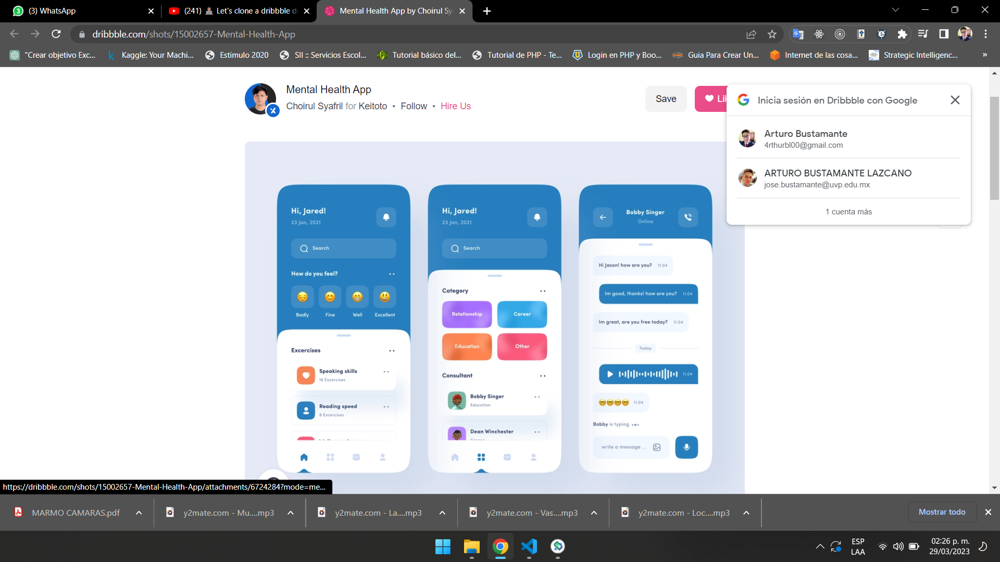 (3) WhatsApp
(241) Let's clone a dribbble d
Mental Health App by Choirul Sy
dribbble.com/shots/15002657-Mental-Health-App
"Crear objetivo Exc...
Kaggle: Your Machi...
Estimulo 2020
SII :: Servicios Escol...
Tutorial básico del...
Tutorial de PHP - Te...
Login en PHP y Boo...
Guia Para Crear Un...
Internet de las cosa...
Strategic Intelligenc...
»
Mental Health App
Choirul Syafril for Keitoto • Follow • Hire Us
Save
Lik
Inicia sesión en Dribbble con Google
Arturo Bustamante
4rthurbl00@gmail.com
ARTURO BUSTAMANTE LAZCANO
jose.bustamante@uvp.edu.mx
1 cuenta más
Hi, Jared!
23 Jan, 2021
Search
How do you feel?
Badly
Fine
Well
Excellent
Excercises
Speaking skills
16 Excercises
Reading speed
8 Excercises
Hi, Jared!
23 Jan, 2021
Search
Category
Relationship
Career
Education
Other
Consultant
Bobby Singer
Education
Dean Winchester
Bobby Singer
Online
Hi Jason! how are you? 11.04
Im good, thanks! how are you? 11.04
Im great, are you free today? 11.04
Today
11.04
11.04
Bobby is typing
write a message . .
https://dribbble.com/shots/15002657-Mental-Health-App/attachments/6724284?mode=me...
MARMO CAMARAS.pdf
y2mate.com - Mu....mp3
y2mate.com - La....mp3
y2mate.com - Vas....mp3
y2mate.com - Loc....mp3
Mostrar todo
ESP
LAA
02:26 p. m.
29/03/2023